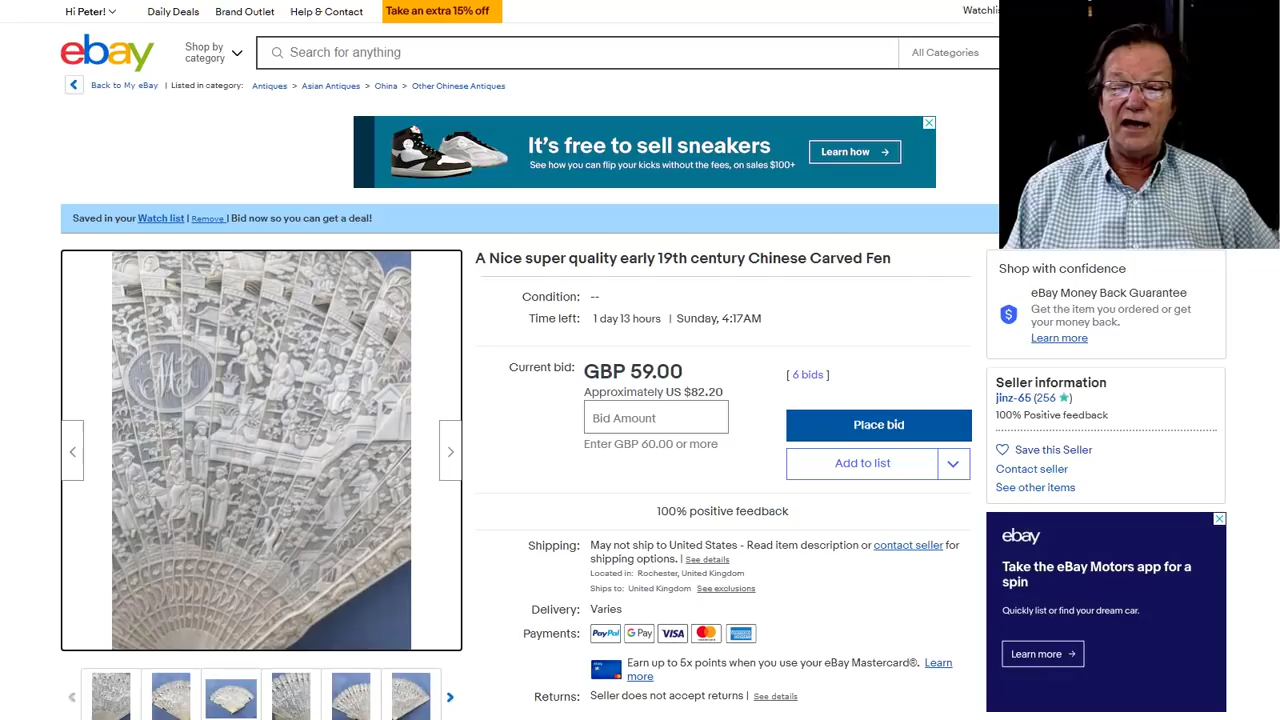 Hi Peter!
Daily Deals
Brand Outlet
Help & Contact
Take an extra 15% off
Watchlis
ebay
Shop by
category
Search for anything
All Categories
Back to My eBay | Listed in category: Antiques > Asian Antiques > China > Other Chinese Antiques
It's free to sell sneakers
See how you can flip your kicks without the fees, on sales $100+
Learn how →
Saved in your Watch list | Remove | Bid now so you can get a deal!
A Nice super quality early 19th century Chinese Carved Fen
Condition: --
Time left: 1 day 13 hours | Sunday, 4:17AM
Current bid: GBP 59.00
[ 6 bids ]
Approximately US $82.20
Bid Amount
Enter GBP 60.00 or more
Place bid
Add to list
100% positive feedback
Shipping: May not ship to United States - Read item description or contact seller for
shipping options. | See details
Located in: Rochester, United Kingdom
Ships to: United Kingdom See exclusions
Delivery: Varies
Payments: PayPal G Pay VISA mastercard AMERICAN EXPRESS
Earn up to 5x points when you use your eBay Mastercard®. Learn
more
Returns: Seller does not accept returns | See details
Shop with confidence
eBay Money Back Guarantee
Get the item you ordered or get
your money back.
Learn more
Seller information
jinz-65 (256 ★)
100% Positive feedback
Save this Seller
Contact seller
See other items
ebay
Take the eBay Motors app for a
spin
Quickly list or find your dream car.
Learn more →